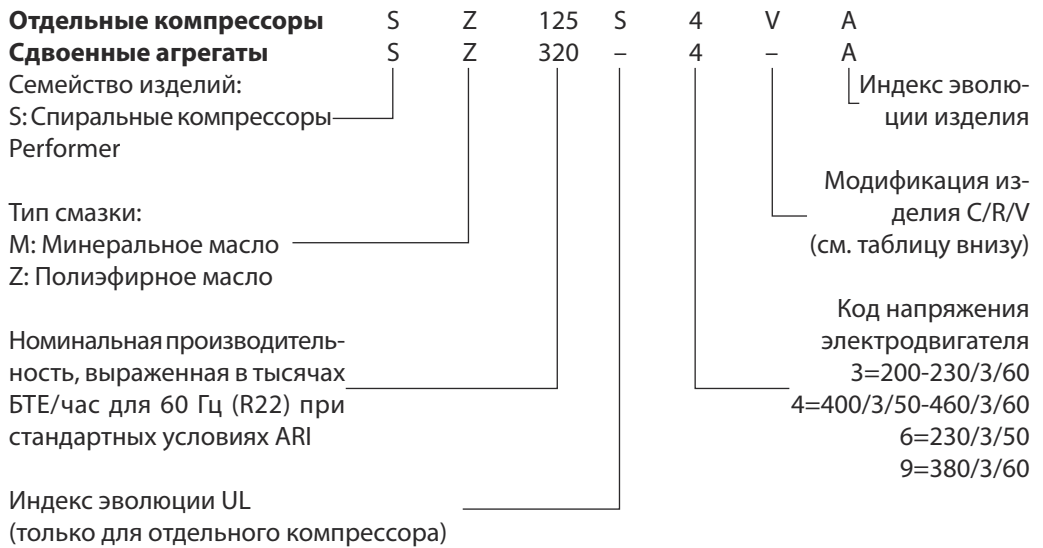 Отдельные компрессоры S Z 125 S 4 V A
Сдвоенные агрегаты S Z 320 – 4 – A
Семейство изделий:
S: Спиральные компрессоры
Performer
Тип смазки:
M: Минеральное масло
Z: Полиэфирное масло
Номинальная производитель-
ность, выраженная в тысячах
БТЕ/час для 60 Гц (R22) при
стандартных условиях ARI
Индекс эволюции UL
(только для отдельного компрессора)
Индекс эволю-
ции изделия
Модификация из-
делия C/R/V
(см. таблицу внизу)
Код напряжения
электродвигателя
3=200-230/3/60
4=400/3/50-460/3/60
6=230/3/50
9=380/3/60